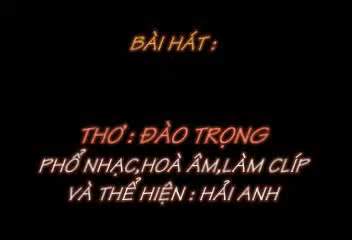 BÀI HÁT :
THƠ : ĐÀO TRỌNG
PHỔ NHẠC,HOÀ ÂM,LÀM CLÍP
VÀ THỂ HIỆN : HẢI ANH